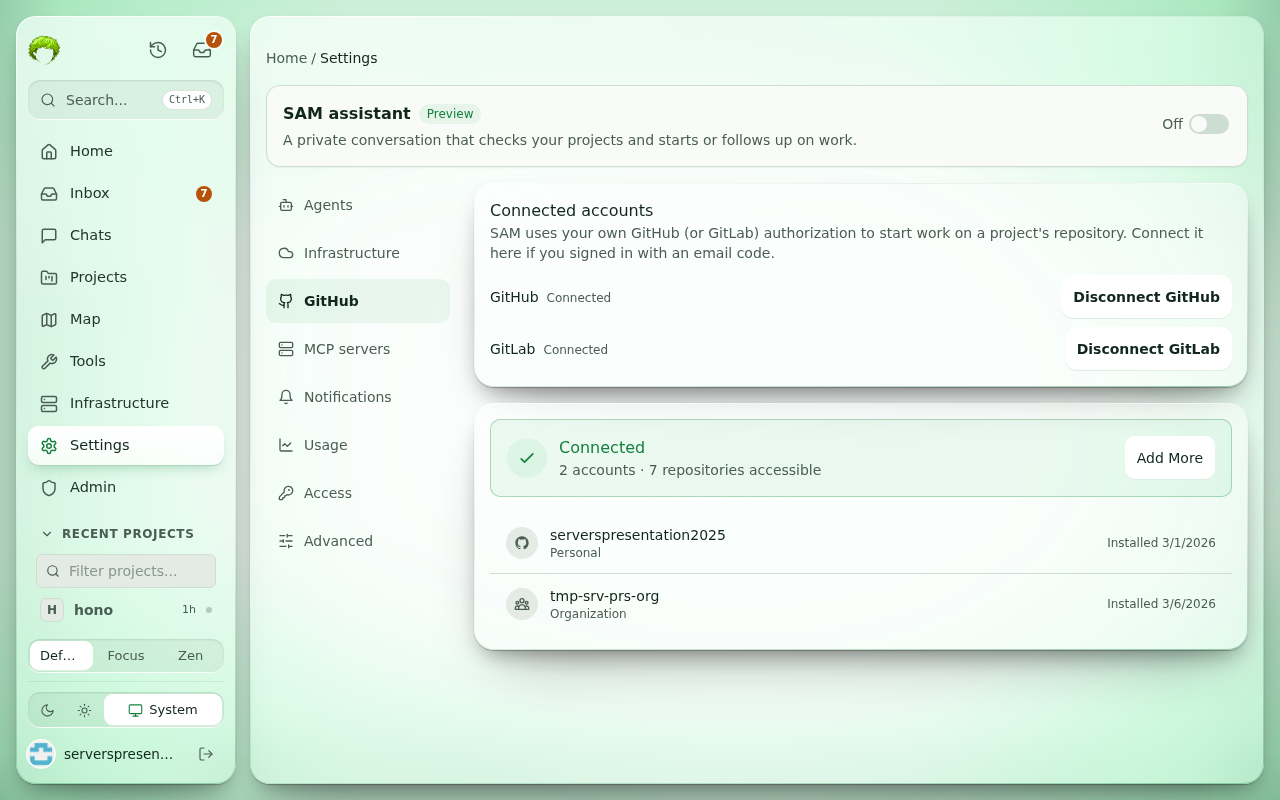 7
Search...
Ctrl+K
Home
Inbox
7
Chats
Projects
Map
Tools
Infrastructure
Settings
Admin
RECENT PROJECTS
Filter projects...
H
hono
1h
Def...
Focus
Zen
System
serverspresen...
Home / Settings
SAM assistant
Preview
A private conversation that checks your projects and starts or follows up on work.
Off
Agents
Infrastructure
GitHub
MCP servers
Notifications
Usage
Access
Advanced
Connected accounts
SAM uses your own GitHub (or GitLab) authorization to start work on a project's repository. Connect it
here if you signed in with an email code.
GitHub Connected
Disconnect GitHub
GitLab Connected
Disconnect GitLab
Connected
2 accounts · 7 repositories accessible
Add More
serverspresentation2025
Personal
Installed 3/1/2026
tmp-srv-prs-org
Organization
Installed 3/6/2026